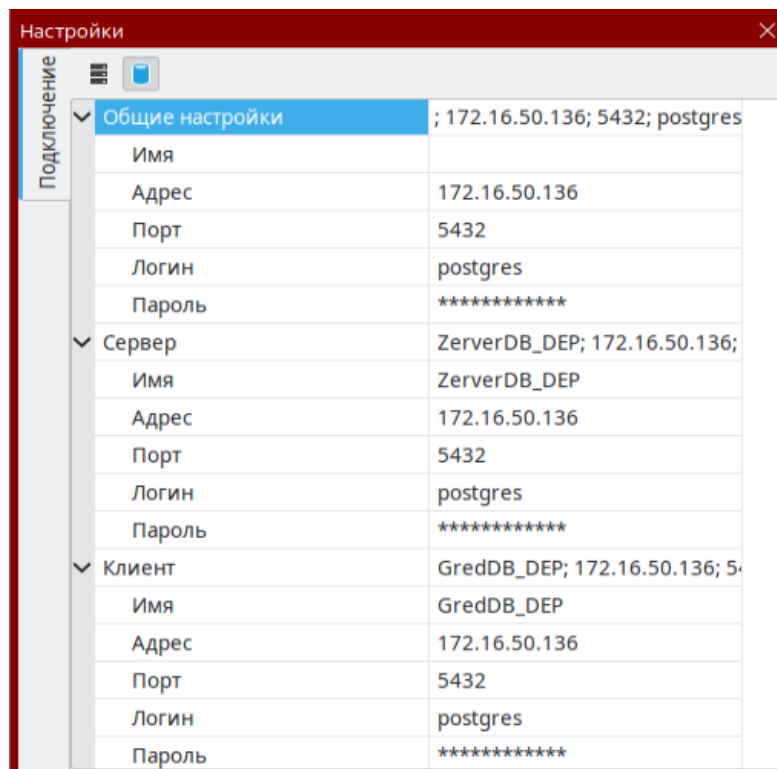 Настройки
Подключение
Общие настройки ; 172.16.50.136; 5432; postgres
Имя
Адрес 172.16.50.136
Порт 5432
Логин postgres
Пароль ************
Сервер ZerverDB_DEP; 172.16.50.136;
Имя ZerverDB_DEP
Адрес 172.16.50.136
Порт 5432
Логин postgres
Пароль ************
Клиент GredDB_DEP; 172.16.50.136; 54
Имя GredDB_DEP
Адрес 172.16.50.136
Порт 5432
Логин postgres
Пароль ************